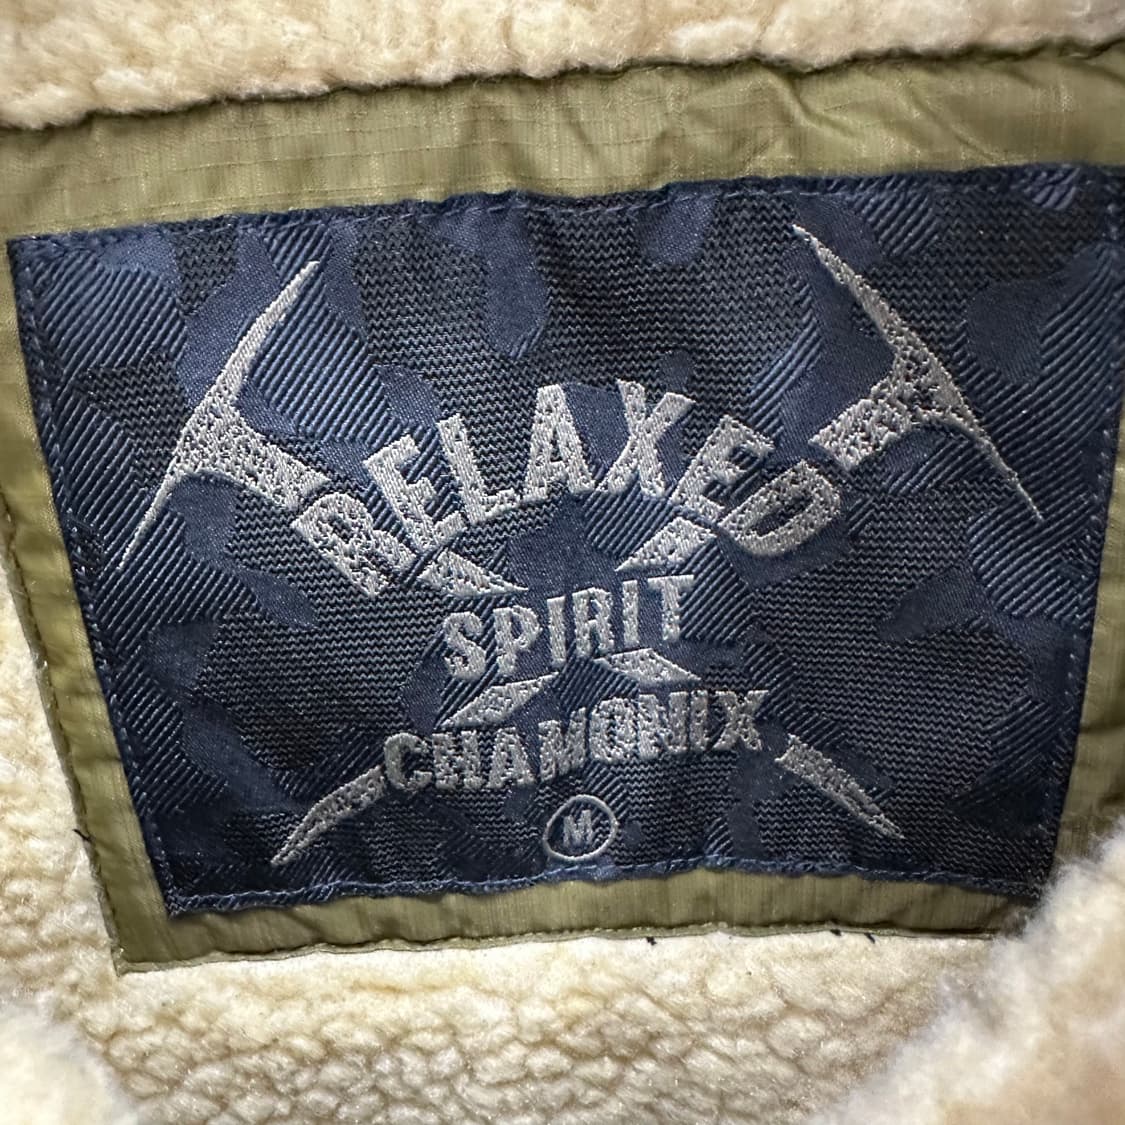 RELAXED
SPIRIT
CHAMONIX
M